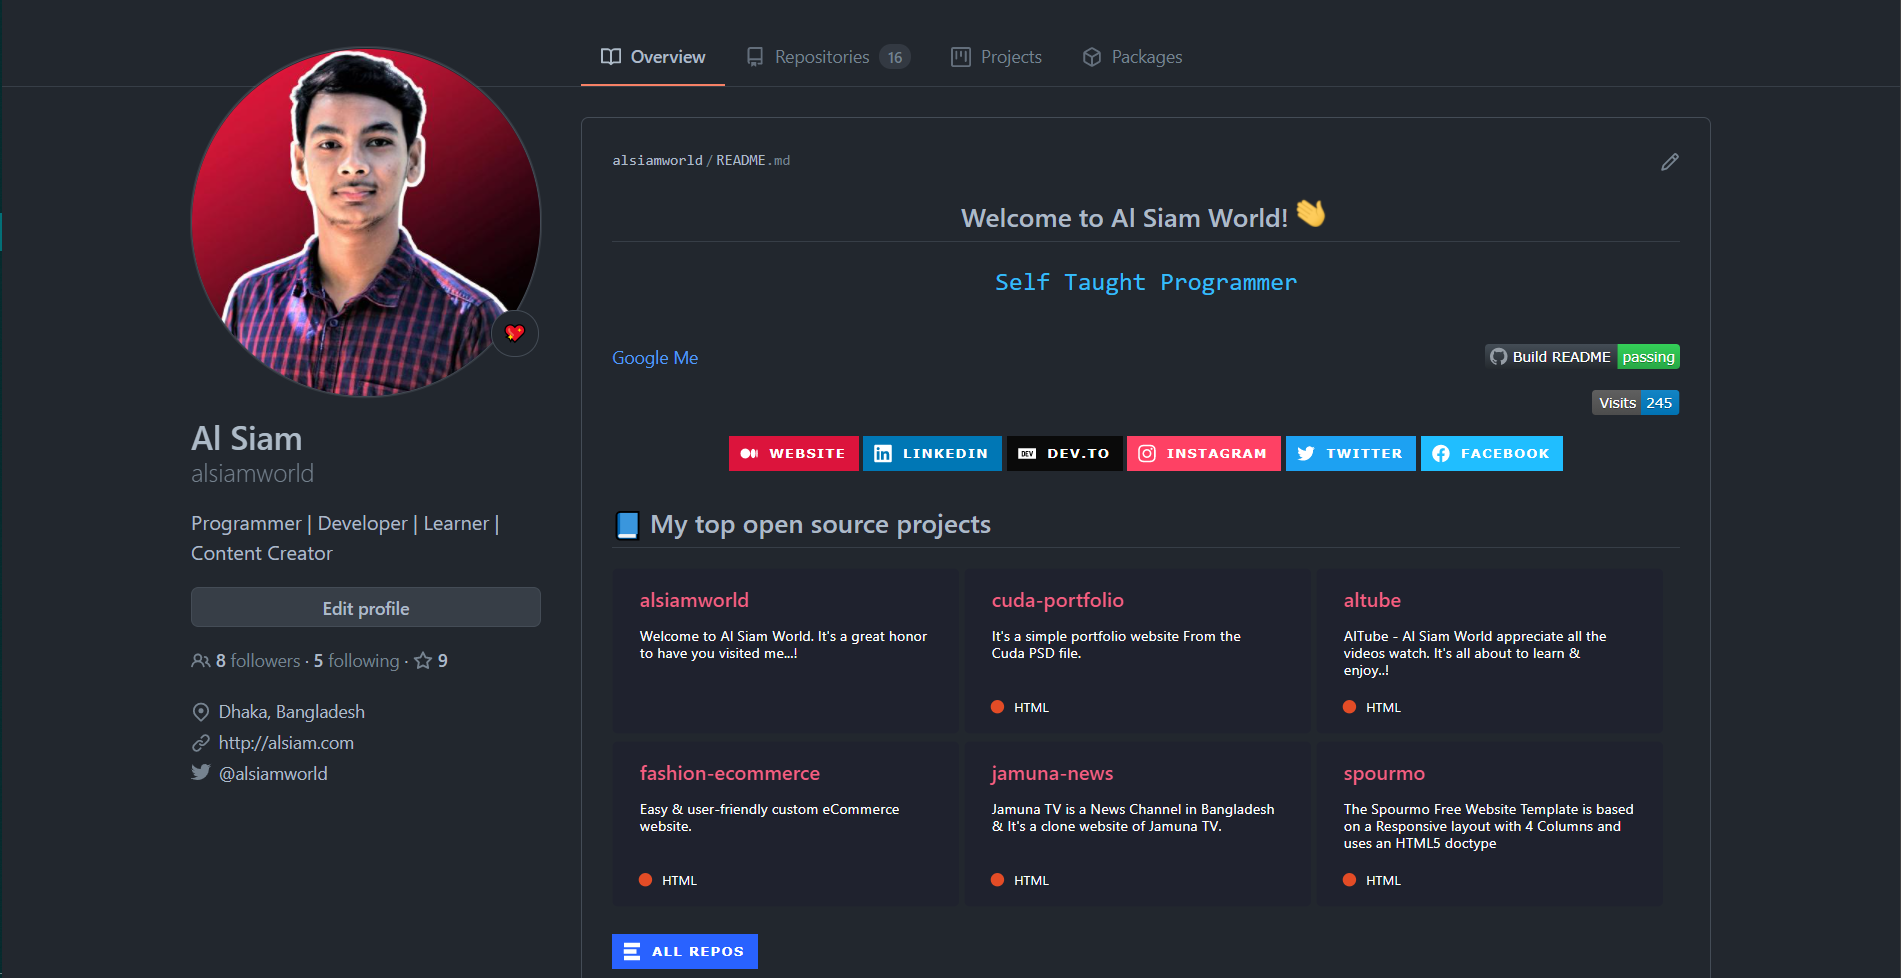 Overview
Repositories 16
Projects
Packages
Al Siam
alsiamworld
Programmer | Developer | Learner |
Content Creator
Edit profile
8 followers · 5 following · 9
Dhaka, Bangladesh
http://alsiam.com
@alsiamworld
alsiamworld/README.md
Welcome to Al Siam World! 👋
Self Taught Programmer
Google Me
Build README passing
Visits 245
WEBSITE
LINKEDIN
DEV DEV.TO
INSTAGRAM
TWITTER
FACEBOOK
📘 My top open source projects
alsiamworld
Welcome to Al Siam World. It's a great honor
to have you visited me...!
cuda-portfolio
It's a simple portfolio website From the
Cuda PSD file.
HTML
altube
AlTube - Al Siam World appreciate all the
videos watch. It's all about to learn &
enjoy..!
HTML
fashion-ecommerce
Easy & user-friendly custom eCommerce
website.
HTML
jamuna-news
Jamuna TV is a News Channel in Bangladesh
& It's a clone website of Jamuna TV.
HTML
spourmo
The Spourmo Free Website Template is based
on a Responsive layout with 4 Columns and
uses an HTML5 doctype
HTML
ALL REPOS